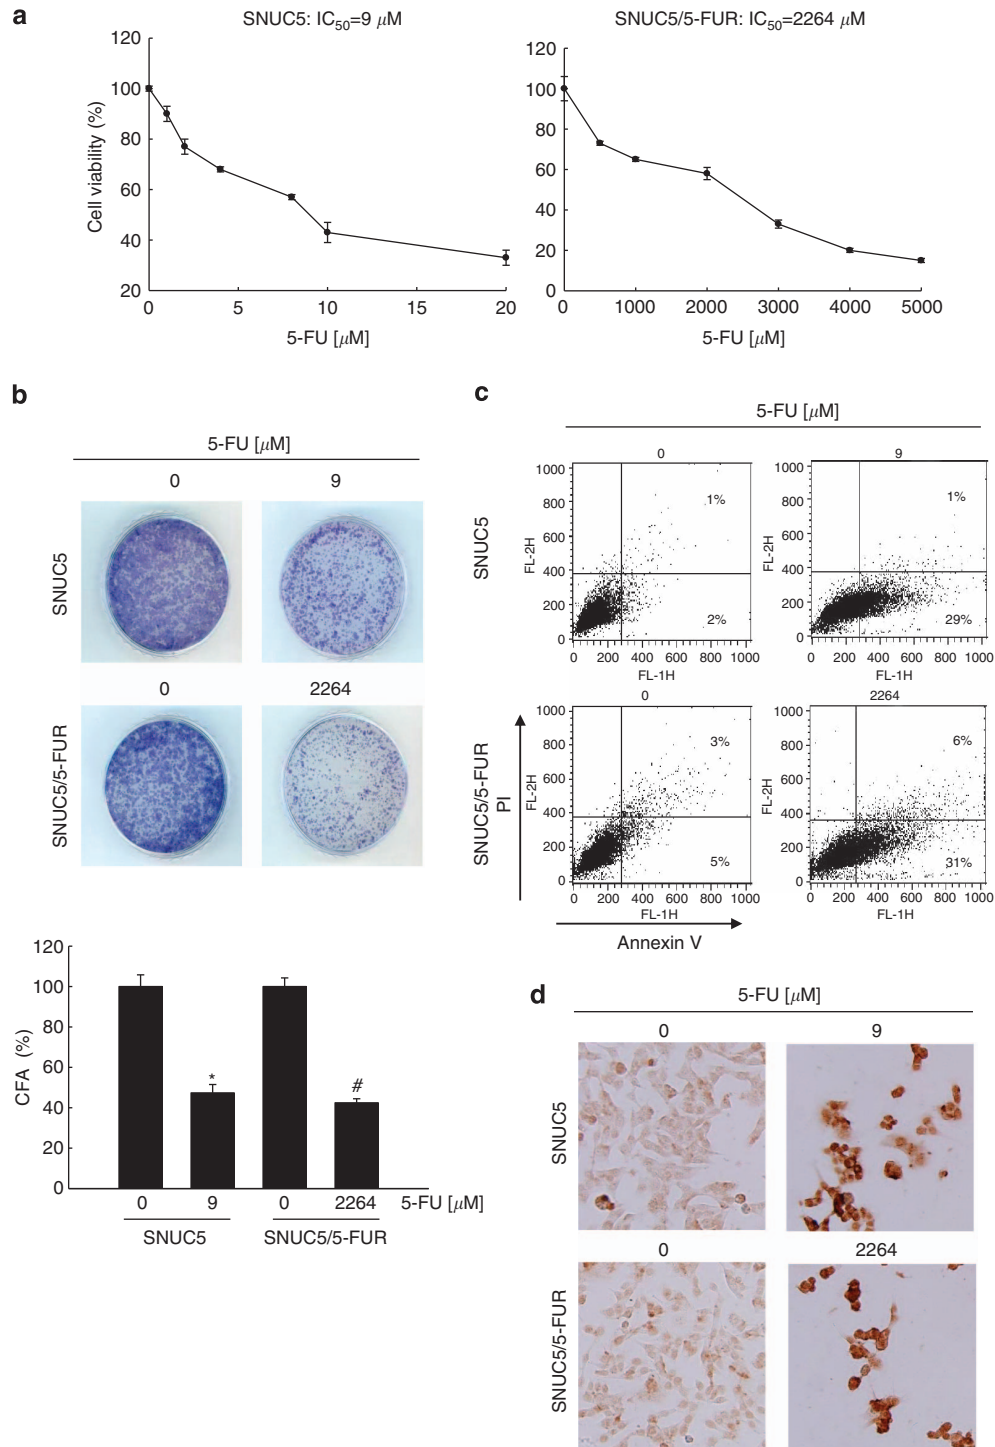 a
SNUC5: IC50=9 μM
SNUC5/5-FUR: IC50=2264 μM
Cell viability (%)
120
100
80
60
40
20
0 5 10 15 20
5-FU [μM]
120
100
80
60
40
20
0
0 1000 2000 3000 4000 5000
5-FU [μM]
b
5-FU [μM]
0 9
SNUC5
0 2264
SNUC5/5-FUR
CFA (%)
120
100
80
60
40
20
0
* #
0 9 0 2264 5-FU [μM]
SNUC5 SNUC5/5-FUR
c
5-FU [μM]
SNUC5
0
1000
800
600
400
200
0
FL-2H
1%
2%
0 200 400 600 800 1000
FL-1H
9
1000
800
600
400
200
0
FL-2H
1%
29%
0 200 400 600 800 1000
FL-1H
SNUC5/5-FUR
PI
0
1000
800
600
400
200
0
FL-2H
3%
5%
0 200 400 600 800 1000
FL-1H
2264
1000
800
600
400
200
0
FL-2H
6%
31%
0 200 400 600 800 1000
FL-1H
Annexin V
d
5-FU [μM]
0 9
SNUC5
0 2264
SNUC5/5-FUR